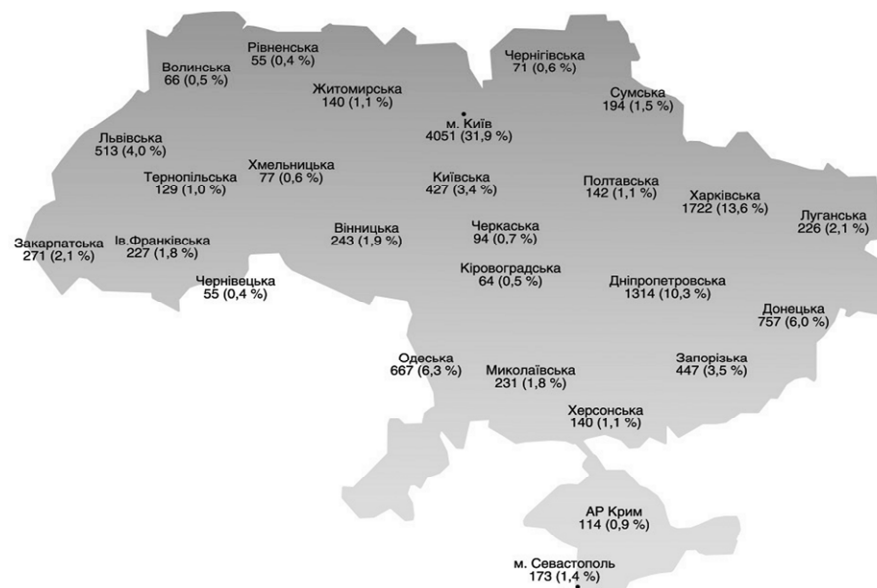 Рівненська
55 (0,4 %)
Чернігівська
71 (0,6 %)
Волинська
66 (0,5 %)
Житомирська
140 (1,1 %)
Сумська
194 (1,5 %)
м. Київ
4051 (31,9 %)
Львівська
513 (4,0 %)
Тернопільська
129 (1,0 %)
Хмельницька
77 (0,6 %)
Київська
427 (3,4 %)
Полтавська
142 (1,1 %)
Харківська
1722 (13,6 %)
Луганська
226 (2,1 %)
Закарпатська
271 (2,1 %)
Ів.Франківська
227 (1,8 %)
Вінницька
243 (1,9 %)
Черкаська
94 (0,7 %)
Чернівецька
55 (0,4 %)
Кіровоградська
64 (0,5 %)
Дніпропетровська
1314 (10,3 %)
Донецька
757 (6,0 %)
Одеська
667 (6,3 %)
Миколаївська
231 (1,8 %)
Запорізька
447 (3,5 %)
Херсонська
140 (1,1 %)
АР Крим
114 (0,9 %)
м. Севастополь
173 (1,4 %)